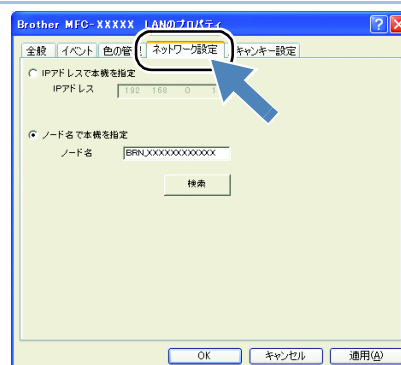 Brother MFC-XXXXX LANのプロパティ
全般 イベント 色の管 ネットワーク設定 キャンキー設定
IPアドレスで本機を指定
IPアドレス 192 168 0 1
ノード名で本機を指定
ノード名 BRN_XXXXXXXXXXXX
検索
OK キャンセル 適用(A)